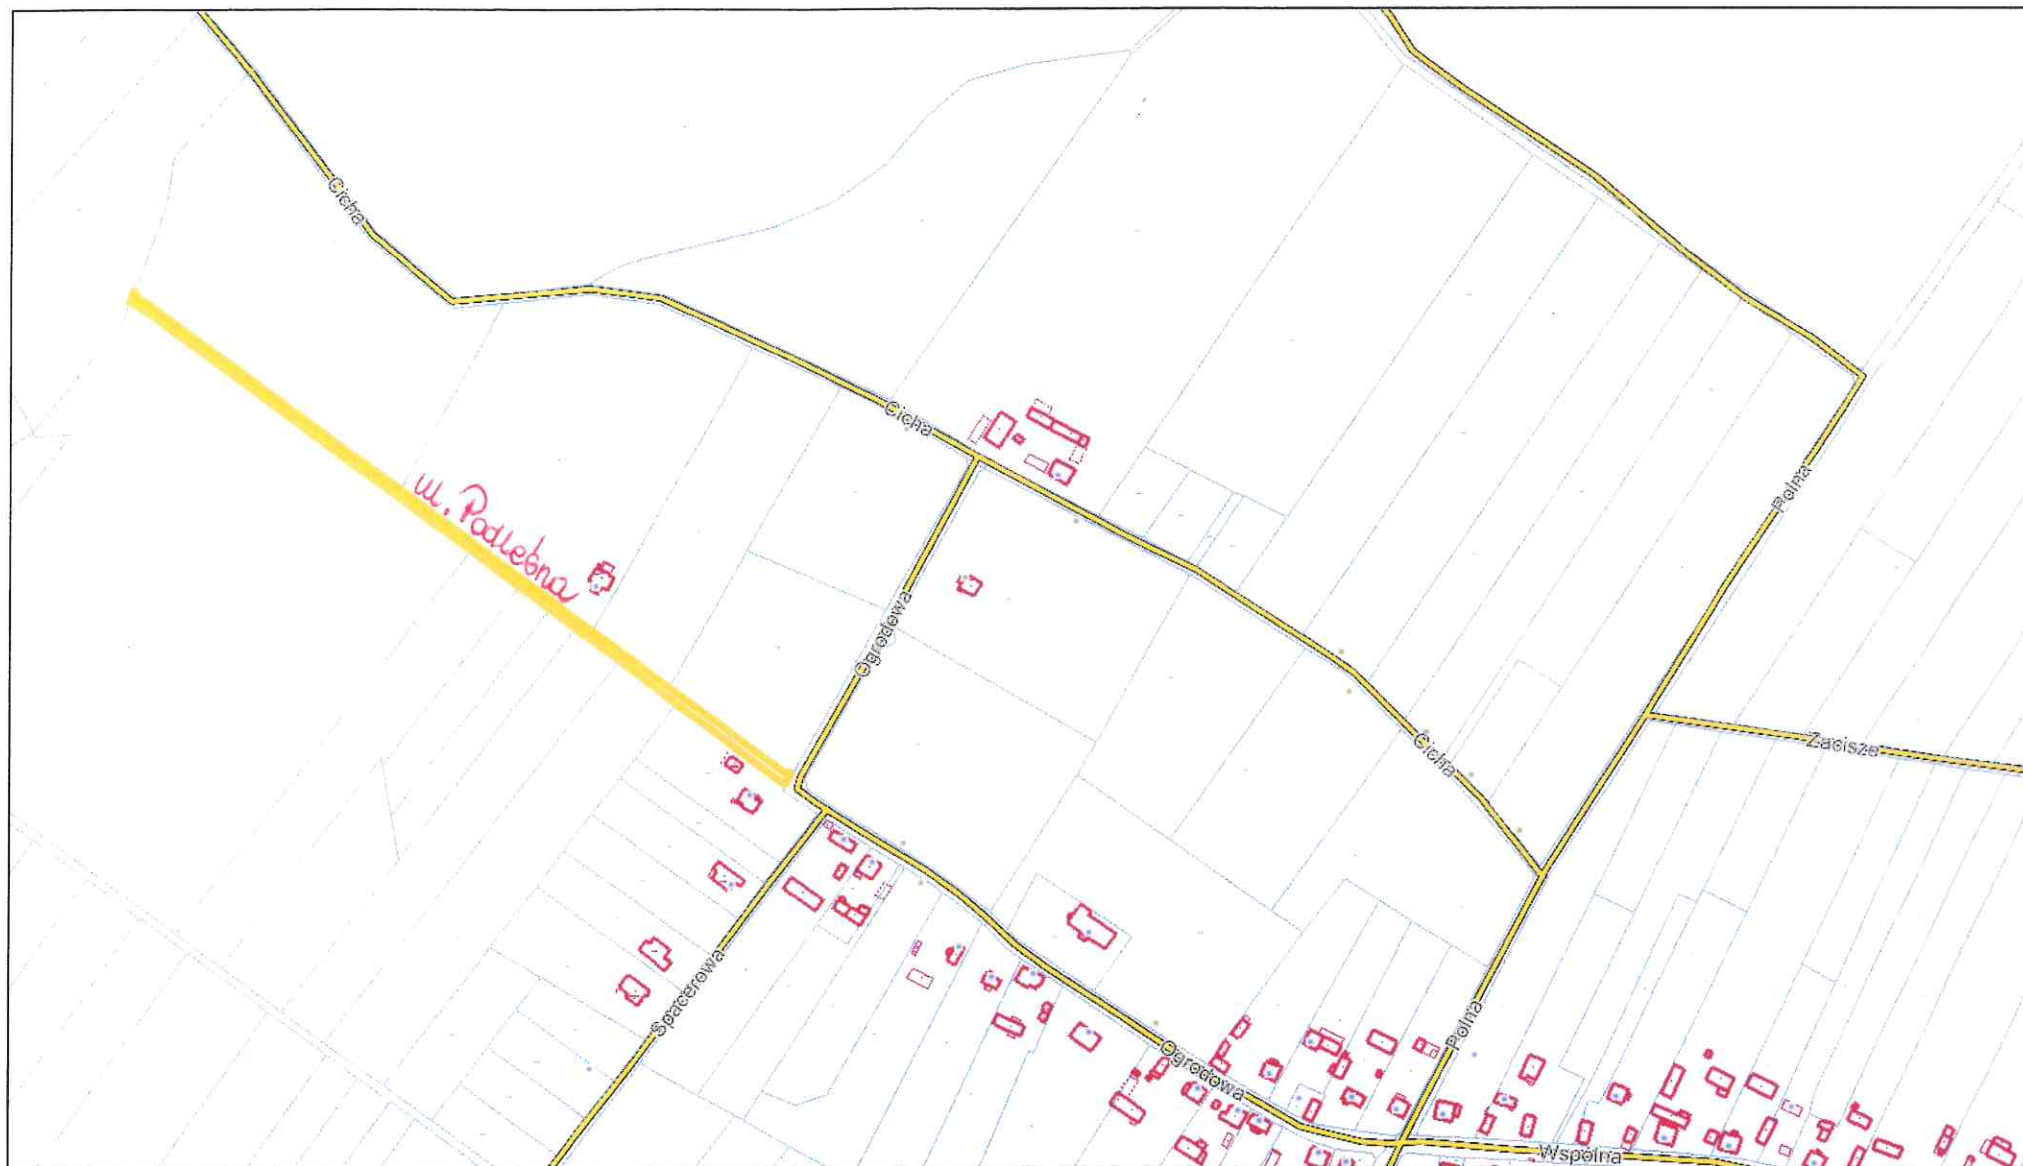 Cicha
Cicha
Polna
ul. Podleśna
Ogrodowa
Cicha
Zacisze
Spacerowa
Polna
Ogrodowa
Wspólna